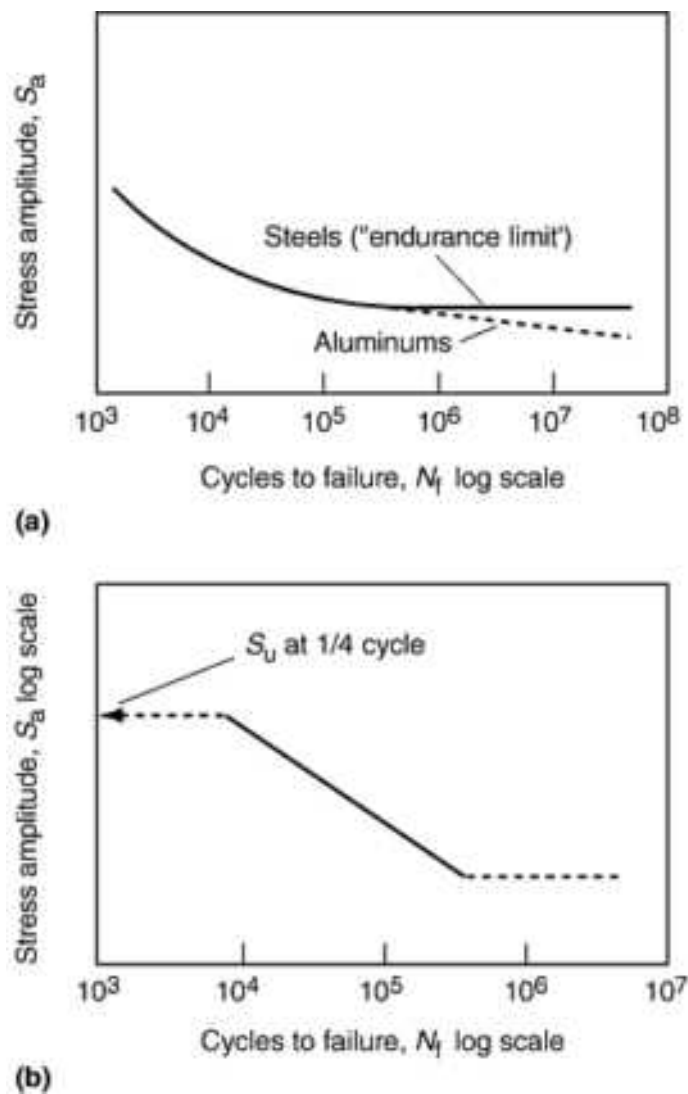 Stress amplitude, Sa
Steels ("endurance limit')
Aluminums
10³ 10⁴ 10⁵ 10⁶ 10⁷ 10⁸
Cycles to failure, Nf log scale
(a)
Stress amplitude, Sa log scale
Su at 1/4 cycle
10³ 10⁴ 10⁵ 10⁶ 10⁷
Cycles to failure, Nf log scale
(b)